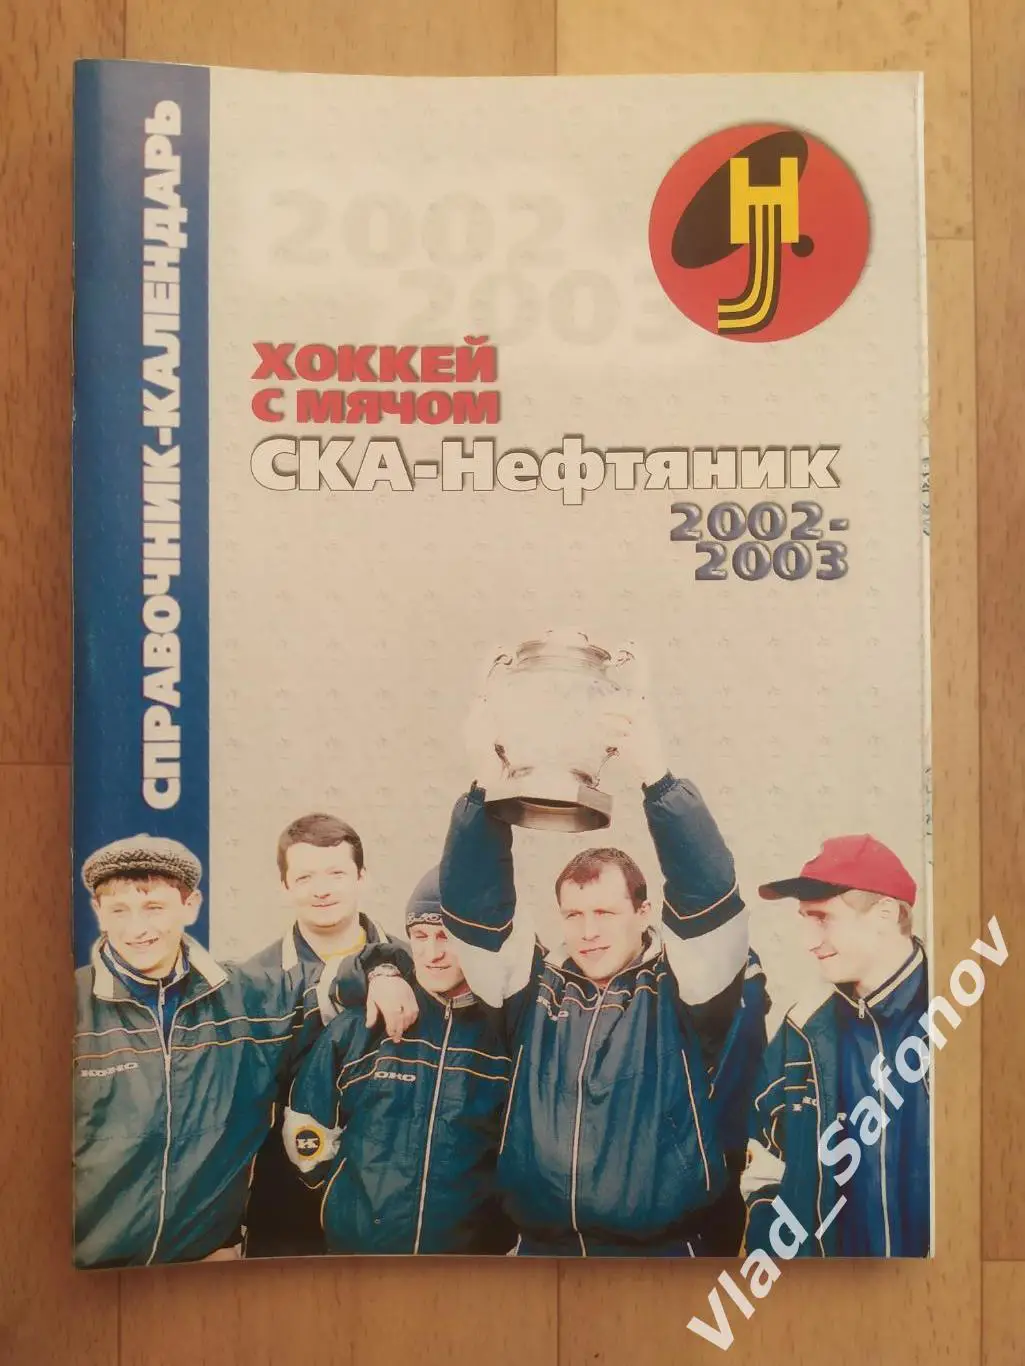 СПРАВОЧНИК-КАЛЕНДАРЬ
2002
2003
Н
ХОККЕЙ
С МЯЧОМ
СКА-Нефтяник
2002-
2003
Vlad_Safonov